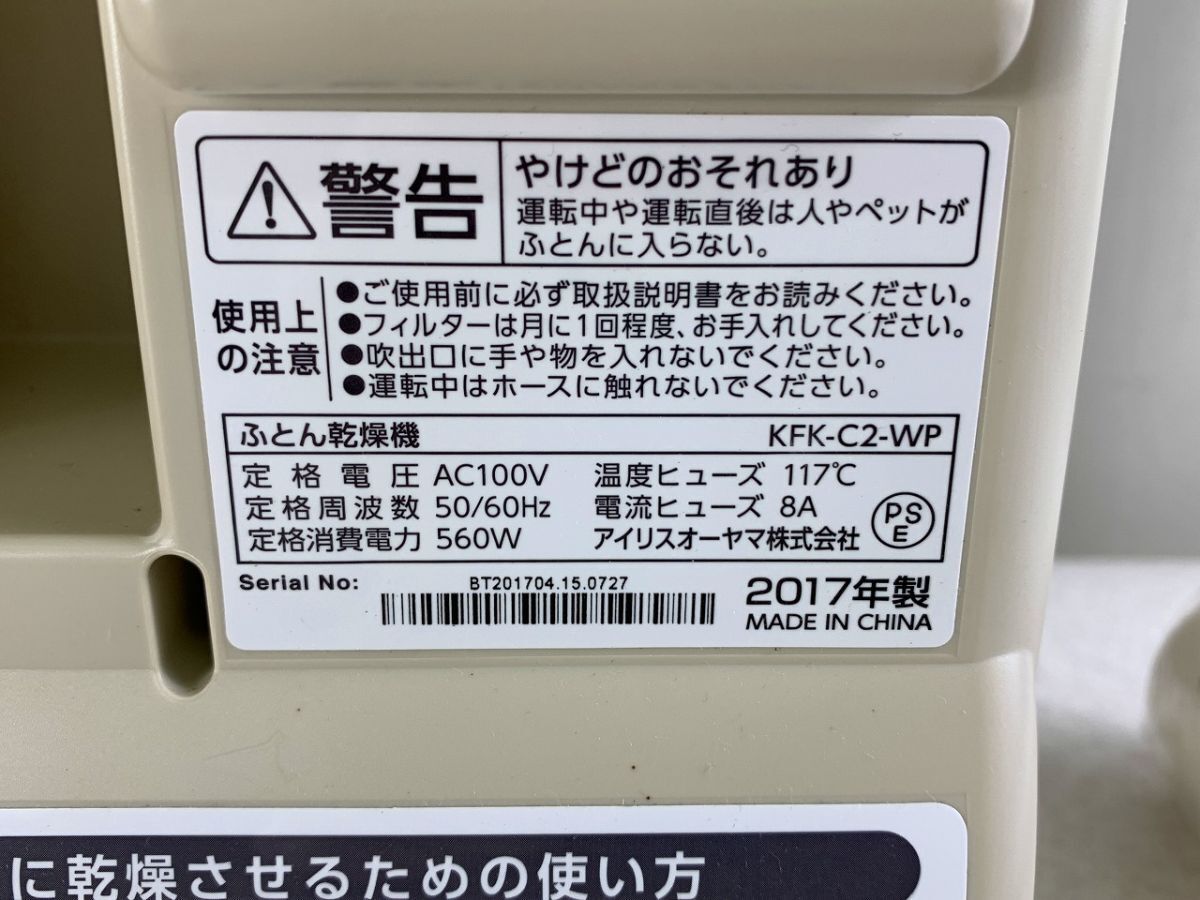 警告
やけどのおそれあり
運転中や運転直後は人やペットが
ふとんに入らない。
使用上
の注意
●ご使用前に必ず取扱説明書をお読みください。
●フィルターは月に1回程度、お手入れしてください。
●吹出口に手や物を入れないでください。
●運転中はホースに触れないでください。
ふとん乾燥機 KFK-C2-WP
定格電圧 AC100V 温度ヒューズ 117℃
定格周波数 50/60Hz 電流ヒューズ 8A
定格消費電力 560W アイリスオーヤマ株式会社
PS
E
Serial No: BT201704.15.0727 2017年製
MADE IN CHINA
に乾燥させるための使い方